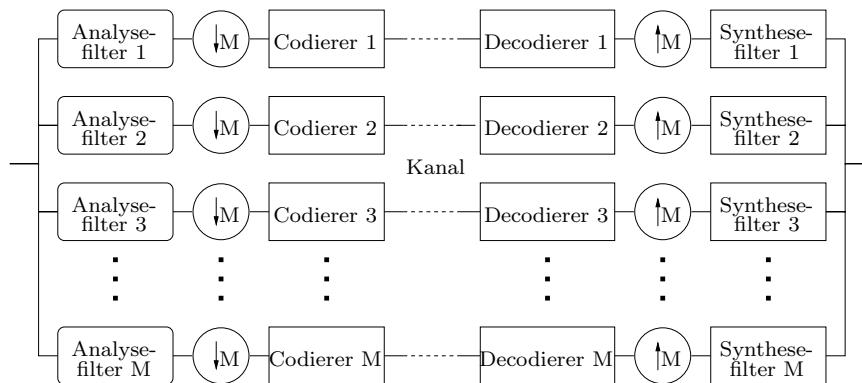 Analyse-
filter 1
↓M
Codierer 1
Decodierer 1
↑M
Synthese-
filter 1
Analyse-
filter 2
↓M
Codierer 2
Decodierer 2
↑M
Synthese-
filter 2
Kanal
Analyse-
filter 3
↓M
Codierer 3
Decodierer 3
↑M
Synthese-
filter 3
Analyse-
filter M
↓M
Codierer M
Decodierer M
↑M
Synthese-
filter M